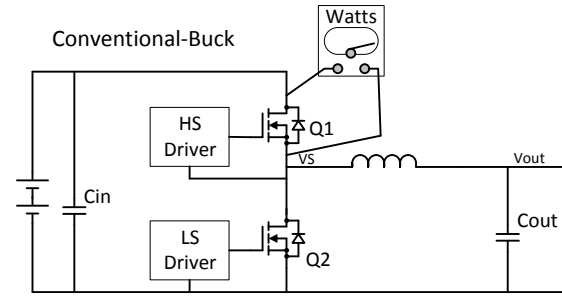 Watts
Conventional-Buck
HS
Driver
Q1
VS
Vout
Cin
Cout
LS
Driver
Q2